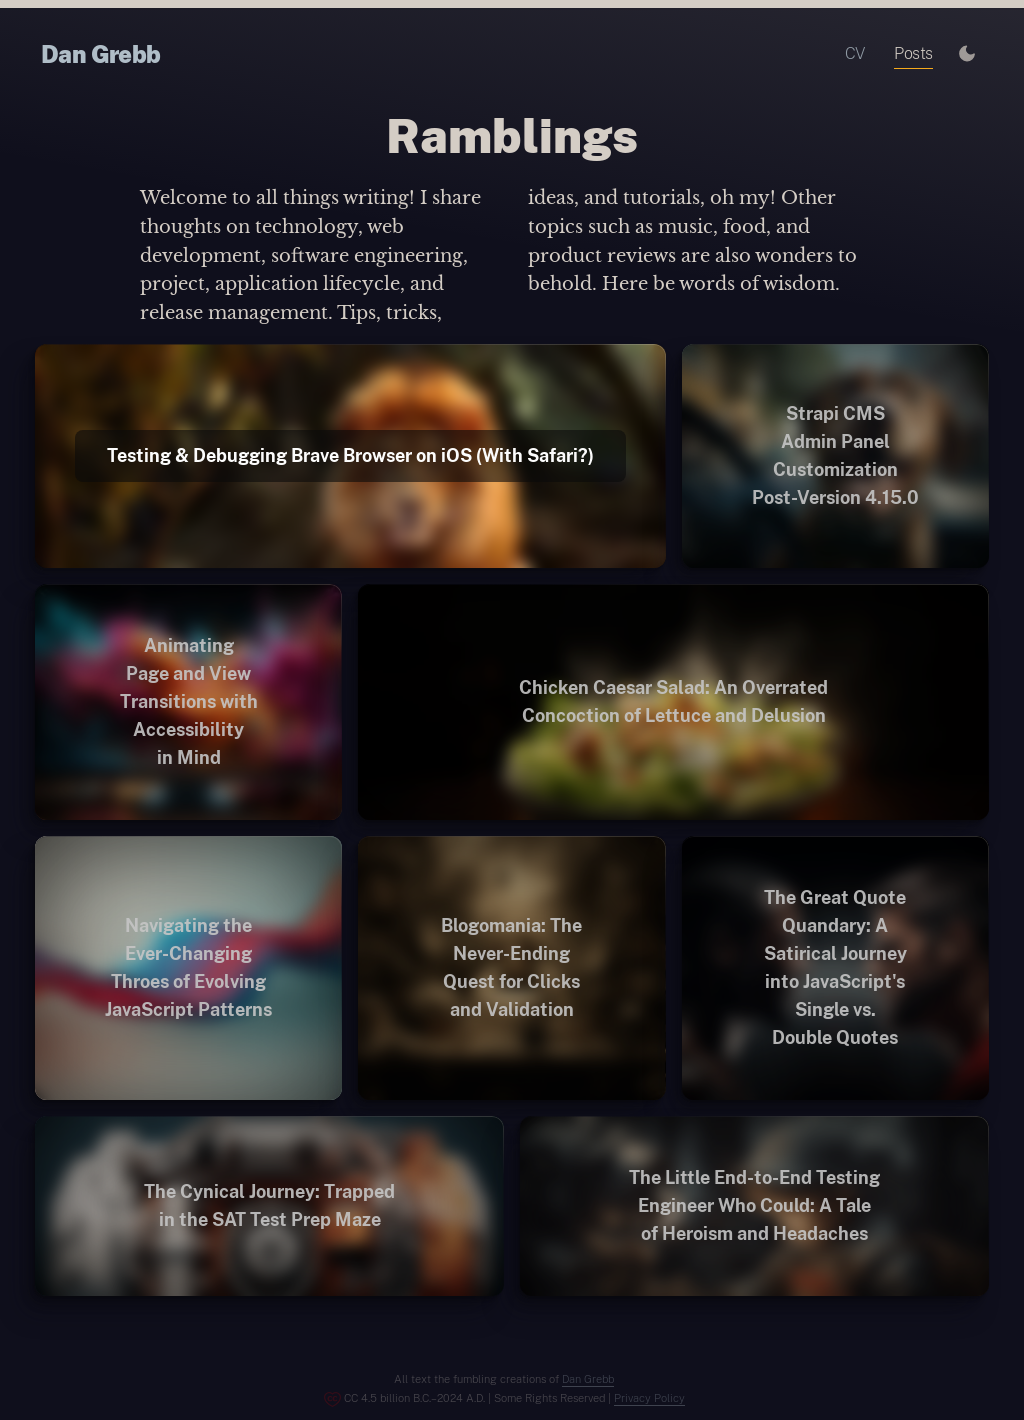 Dan Grebb
CV
Posts
Ramblings
Welcome to all things writing! I share
thoughts on technology, web
development, software engineering,
project, application lifecycle, and
release management. Tips, tricks,
ideas, and tutorials, oh my! Other
topics such as music, food, and
product reviews are also wonders to
behold. Here be words of wisdom.
Testing & Debugging Brave Browser on iOS (With Safari?)
Strapi CMS
Admin Panel
Customization
Post-Version 4.15.0
Animating
Page and View
Transitions with
Accessibility
in Mind
Chicken Caesar Salad: An Overrated
Concoction of Lettuce and Delusion
Navigating the
Ever-Changing
Throes of Evolving
JavaScript Patterns
Blogomania: The
Never-Ending
Quest for Clicks
and Validation
The Great Quote
Quandary: A
Satirical Journey
into JavaScript's
Single vs.
Double Quotes
The Cynical Journey: Trapped
in the SAT Test Prep Maze
The Little End-to-End Testing
Engineer Who Could: A Tale
of Heroism and Headaches
All text the fumbling creations of Dan Grebb
CC 4.5 billion B.C.–2024 A.D. | Some Rights Reserved | Privacy Policy